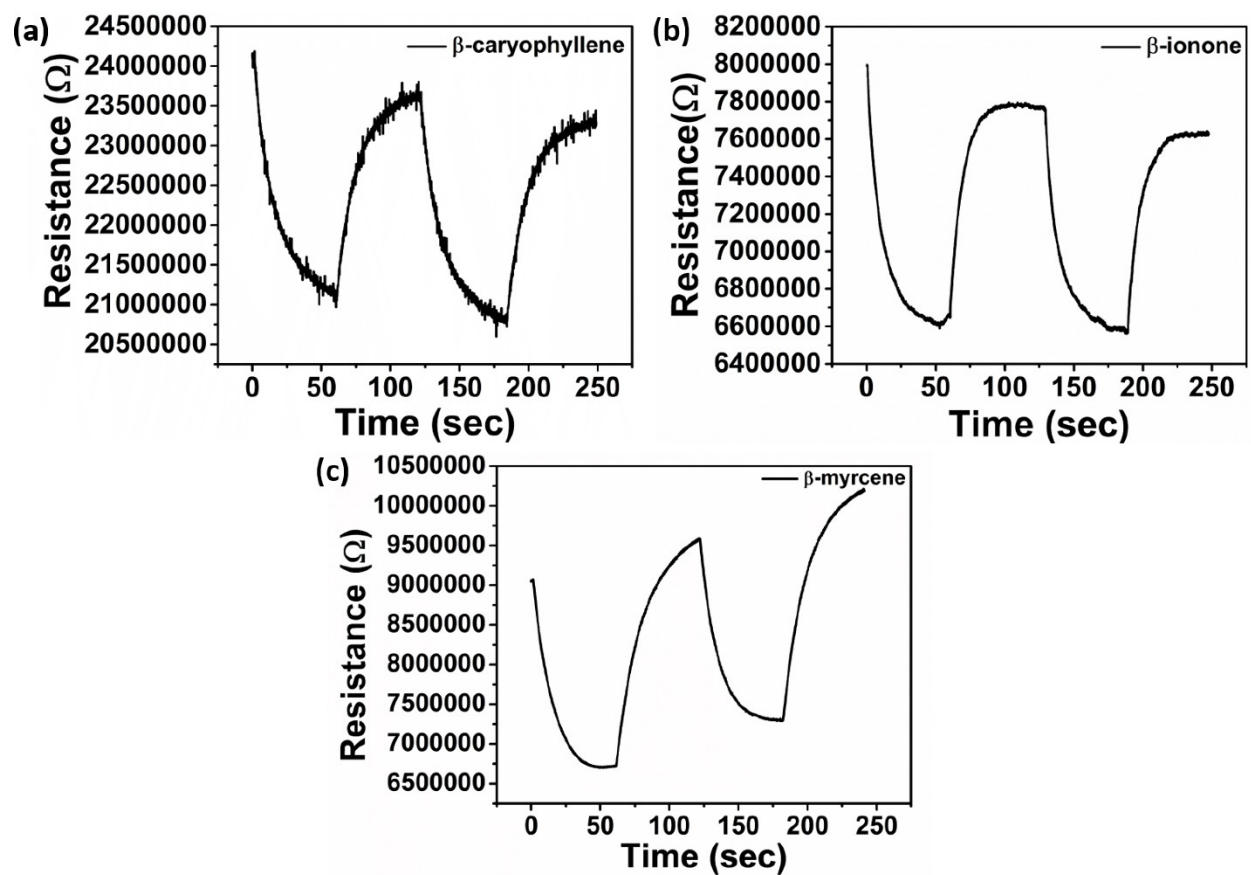 (a)
β-caryophyllene
Resistance (Ω)
24500000
24000000
23500000
23000000
22500000
22000000
21500000
21000000
20500000
0 50 100 150 200 250
Time (sec)
(b)
β-ionone
Resistance(Ω)
8200000
8000000
7800000
7600000
7400000
7200000
7000000
6800000
6600000
6400000
0 50 100 150 200 250
Time (sec)
(c)
β-myrcene
Resistance (Ω)
10500000
10000000
9500000
9000000
8500000
8000000
7500000
7000000
6500000
0 50 100 150 200 250
Time (sec)